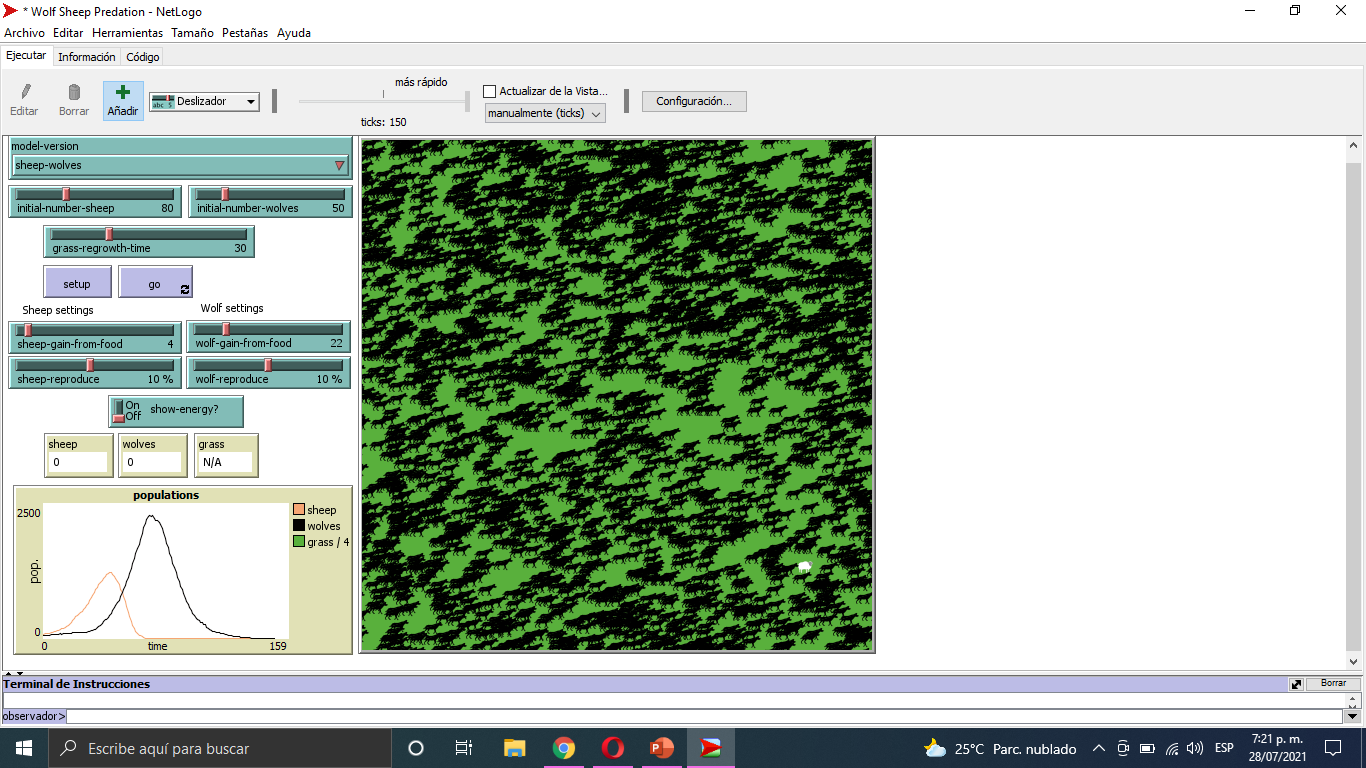 * Wolf Sheep Predation - NetLogo
Archivo Editar Herramientas Tamaño Pestañas Ayuda
Ejecutar Información Código
más rápido
Editar Borrar Añadir
abc 5 Deslizador
ticks: 150
Actualizar de la Vista...
manualmente (ticks)
Configuración...
model-version
sheep-wolves
initial-number-sheep 80
initial-number-wolves 50
grass-regrowth-time 30
setup go
Sheep settings
Wolf settings
sheep-gain-from-food 4
wolf-gain-from-food 22
sheep-reproduce 10 %
wolf-reproduce 10 %
On
Off
show-energy?
sheep
0
wolves
0
grass
N/A
populations
2500
pop.
0
0 time 159
sheep
wolves
grass / 4
Terminal de Instrucciones
Borrar
observador>
Escribe aquí para buscar
25°C Parc. nublado
ESP
7:21 p. m.
28/07/2021